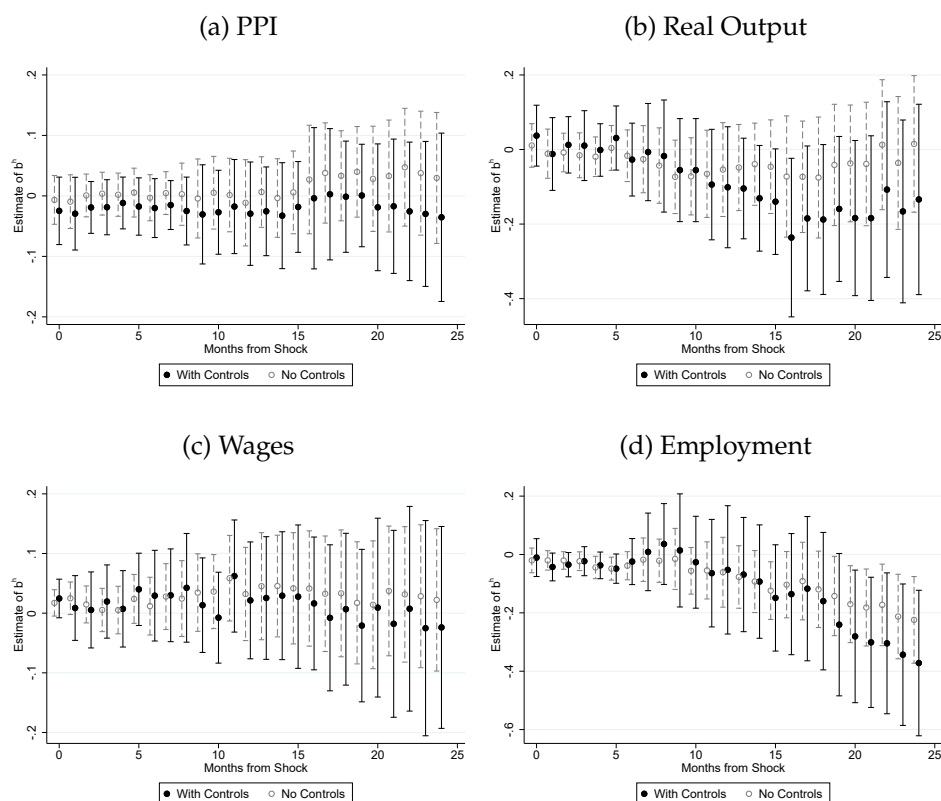 (a) PPI
(b) Real Output
Estimate of bʰ
.2
.1
0
-.1
-.2
0 5 10 15 20 25
Months from Shock
With Controls No Controls
Estimate of bʰ
.2
0
-.2
-.4
0 5 10 15 20 25
Months from Shock
With Controls No Controls
(c) Wages
(d) Employment
Estimate of bʰ
.2
.1
0
-.1
-.2
0 5 10 15 20 25
Months from Shock
With Controls No Controls
Estimate of bʰ
.2
0
-.2
-.4
-.6
0 5 10 15 20 25
Months from Shock
With Controls No Controls